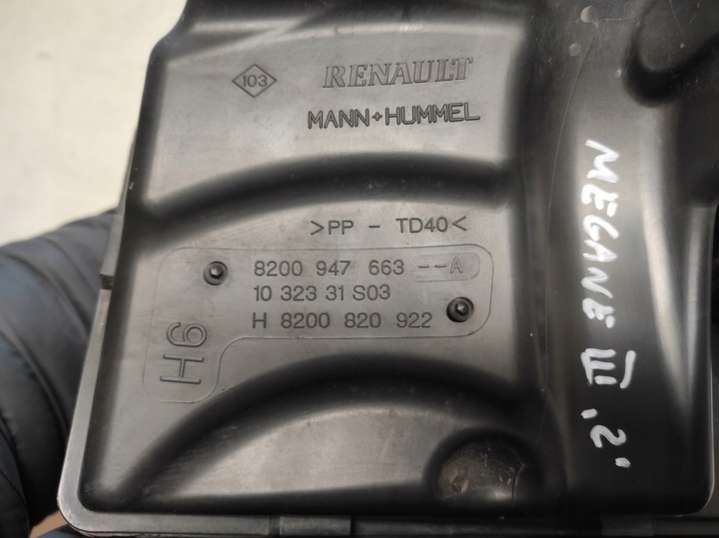 103
RENAULT
MANN+HUMMEL
>PP - TD40<
8200 947 663 --A
10 323 31 S03
H 8200 820 922
H6
MEGANE III '2'